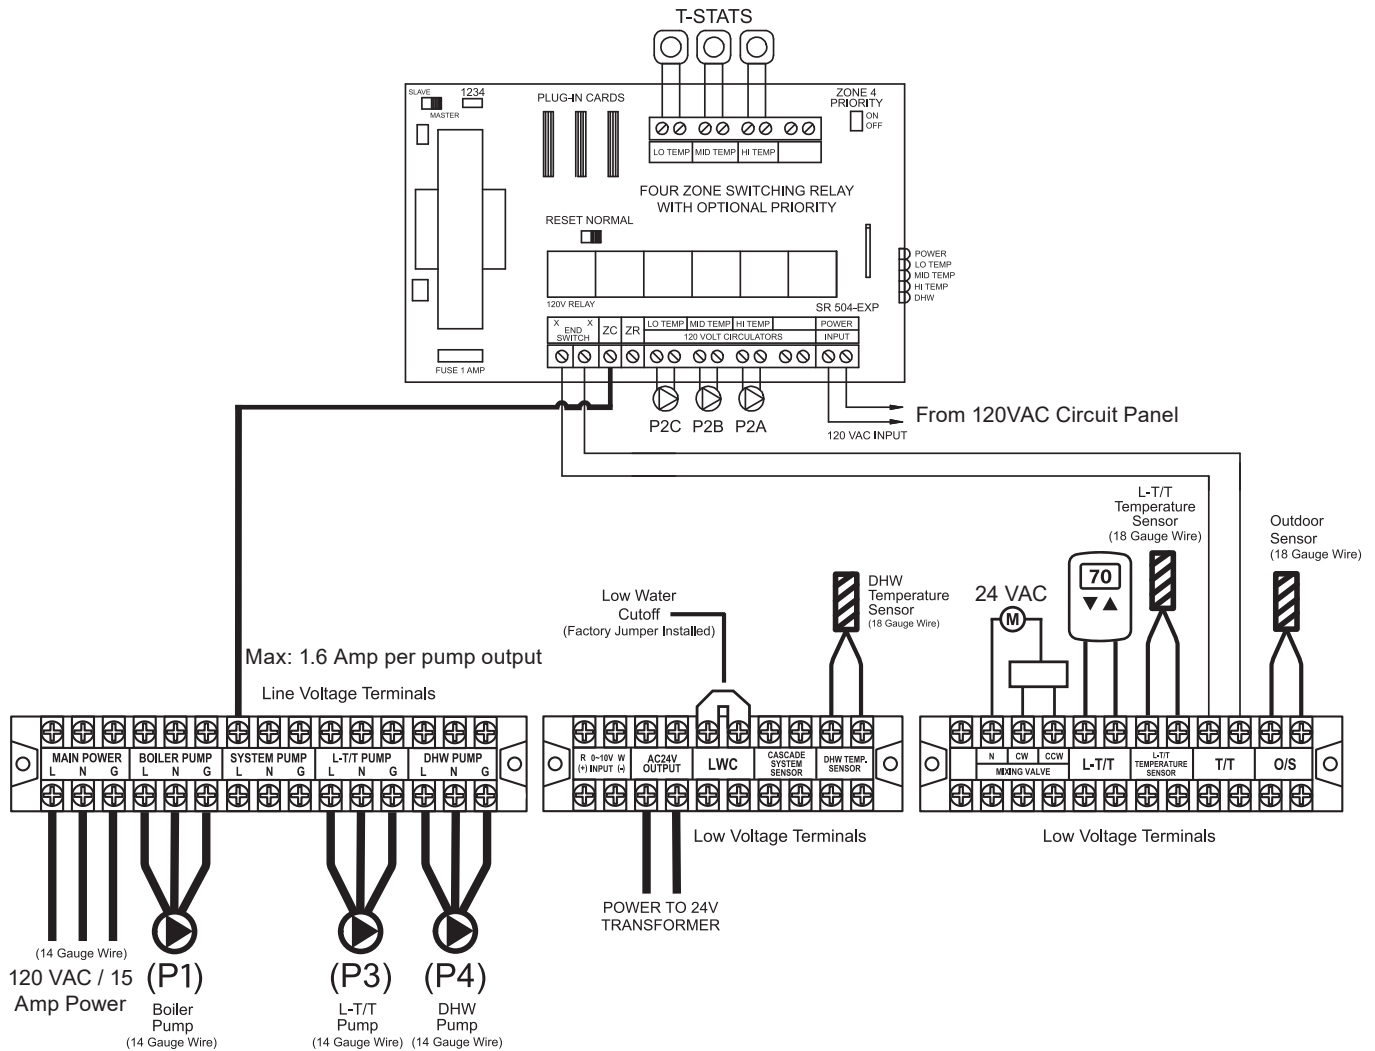 T-STATS
SLAVE
MASTER
1234
PLUG-IN CARDS
ZONE 4
PRIORITY
ON
OFF
LO TEMP MID TEMP HI TEMP
FOUR ZONE SWITCHING RELAY
WITH OPTIONAL PRIORITY
RESET NORMAL
POWER
LO TEMP
MID TEMP
HI TEMP
DHW
120V RELAY
SR 504-EXP
X X
END
SWITCH
ZC ZR
LO TEMP MID TEMP HI TEMP
120 VOLT CIRCULATORS
POWER
INPUT
FUSE 1 AMP
P2C P2B P2A
From 120VAC Circuit Panel
120 VAC INPUT
L-T/T
Temperature
Sensor
(18 Gauge Wire)
Outdoor
Sensor
(18 Gauge Wire)
Low Water
Cutoff
(Factory Jumper Installed)
DHW
Temperature
Sensor
(18 Gauge Wire)
24 VAC
M
70
Max: 1.6 Amp per pump output
Line Voltage Terminals
MAIN POWER BOILER PUMP SYSTEM PUMP L-T/T PUMP DHW PUMP
L N G L N G L N G L N G L N G
R 0~10V W
(+) INPUT (-)
AC24V
OUTPUT
LWC
CASCADE
SYSTEM
SENSOR
DHW TEMP.
SENSOR
N CW CCW
MIXING VALVE
L-T/T
L-T/T
TEMPERATURE
SENSOR
T/T
O/S
Low Voltage Terminals
Low Voltage Terminals
POWER TO 24V
TRANSFORMER
(14 Gauge Wire)
120 VAC / 15
Amp Power
(P1)
Boiler
Pump
(14 Gauge Wire)
(P3)
L-T/T
Pump
(14 Gauge Wire)
(P4)
DHW
Pump
(14 Gauge Wire)